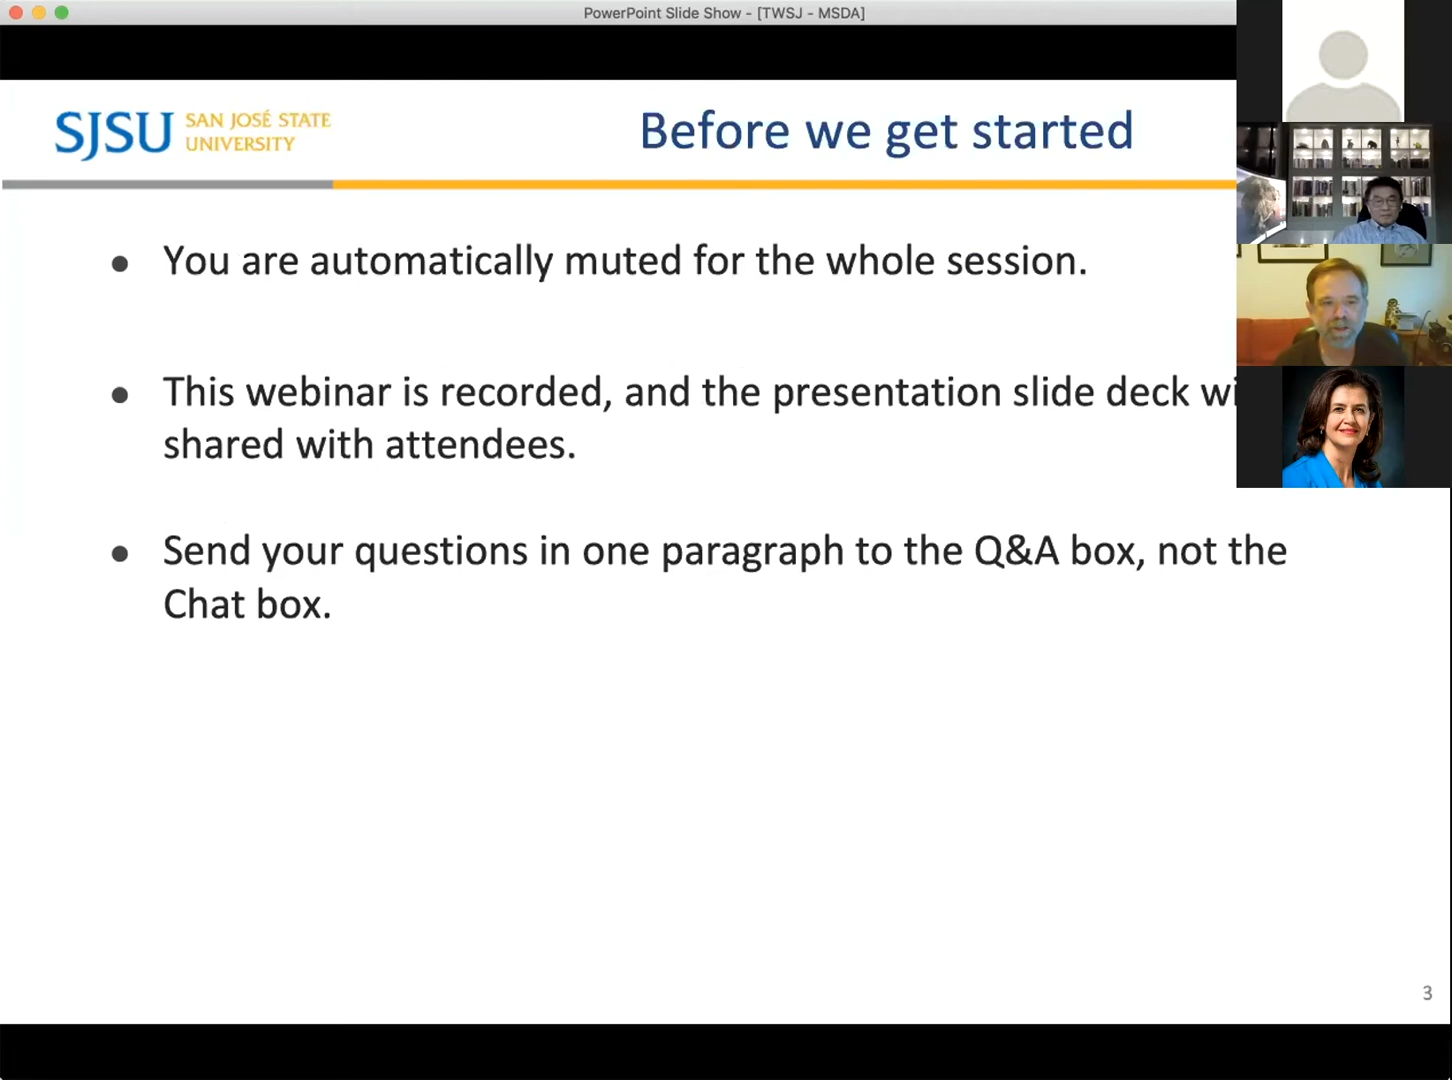 PowerPoint Slide Show - [TWSJ - MSDA]
SJSU SAN JOSÉ STATE
UNIVERSITY
Before we get started
● You are automatically muted for the whole session.
● This webinar is recorded, and the presentation slide deck
shared with attendees.
● Send your questions in one paragraph to the Q&A box, not the
Chat box.
3